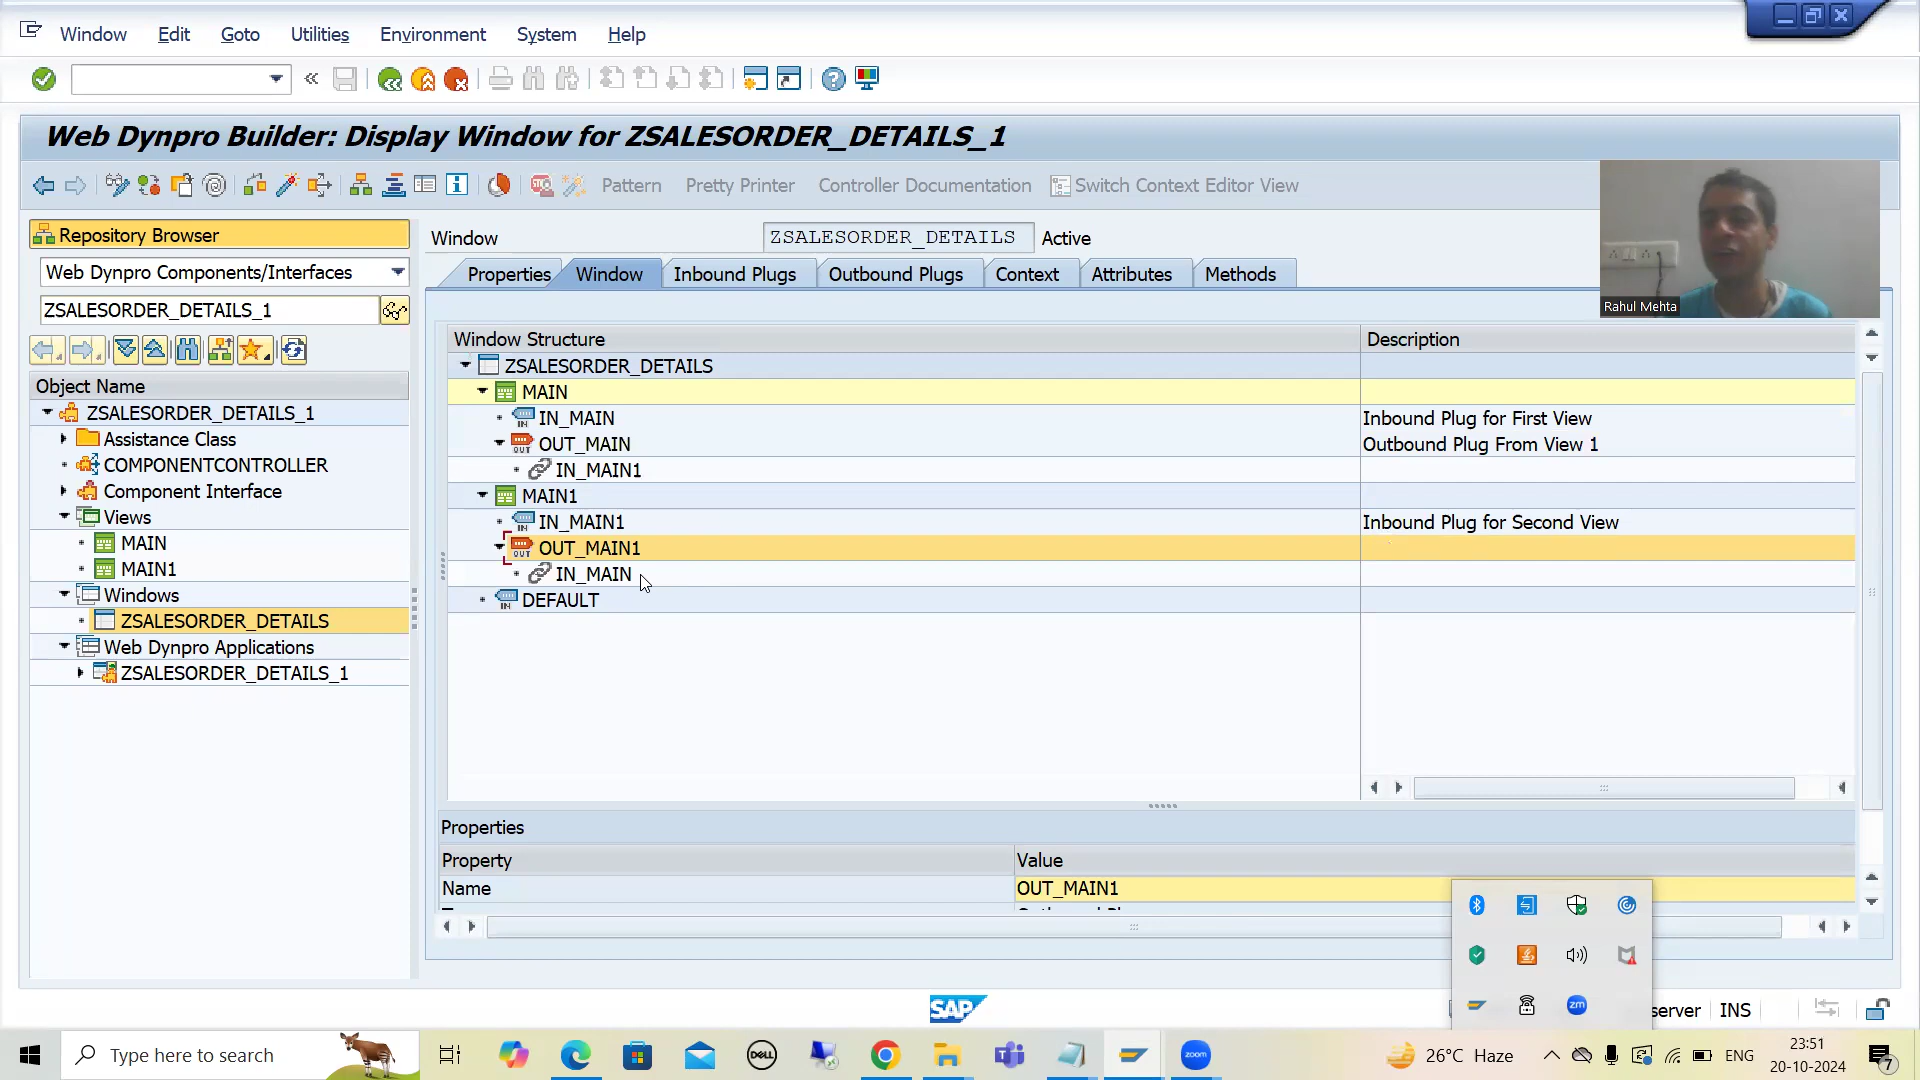 Window Edit Goto Utilities Environment System Help
Web Dynpro Builder: Display Window for ZSALESORDER_DETAILS_1
Pattern Pretty Printer Controller Documentation Switch Context Editor View
Repository Browser
Web Dynpro Components/Interfaces
ZSALESORDER_DETAILS_1
Object Name
ZSALESORDER_DETAILS_1
Assistance Class
COMPONENTCONTROLLER
Component Interface
Views
MAIN
MAIN1
Windows
ZSALESORDER_DETAILS
Web Dynpro Applications
ZSALESORDER_DETAILS_1
Window ZSALESORDER_DETAILS Active
Properties Window Inbound Plugs Outbound Plugs Context Attributes Methods
Rahul Mehta
Window Structure Description
ZSALESORDER_DETAILS
MAIN
IN_MAIN Inbound Plug for First View
OUT_MAIN Outbound Plug From View 1
IN_MAIN1
MAIN1
IN_MAIN1 Inbound Plug for Second View
OUT_MAIN1
IN_MAIN
DEFAULT
Properties
Property Value
Name OUT_MAIN1
SAP
server INS
Type here to search
DELL
zoom
zm
26°C Haze
ENG
23:51
20-10-2024
7